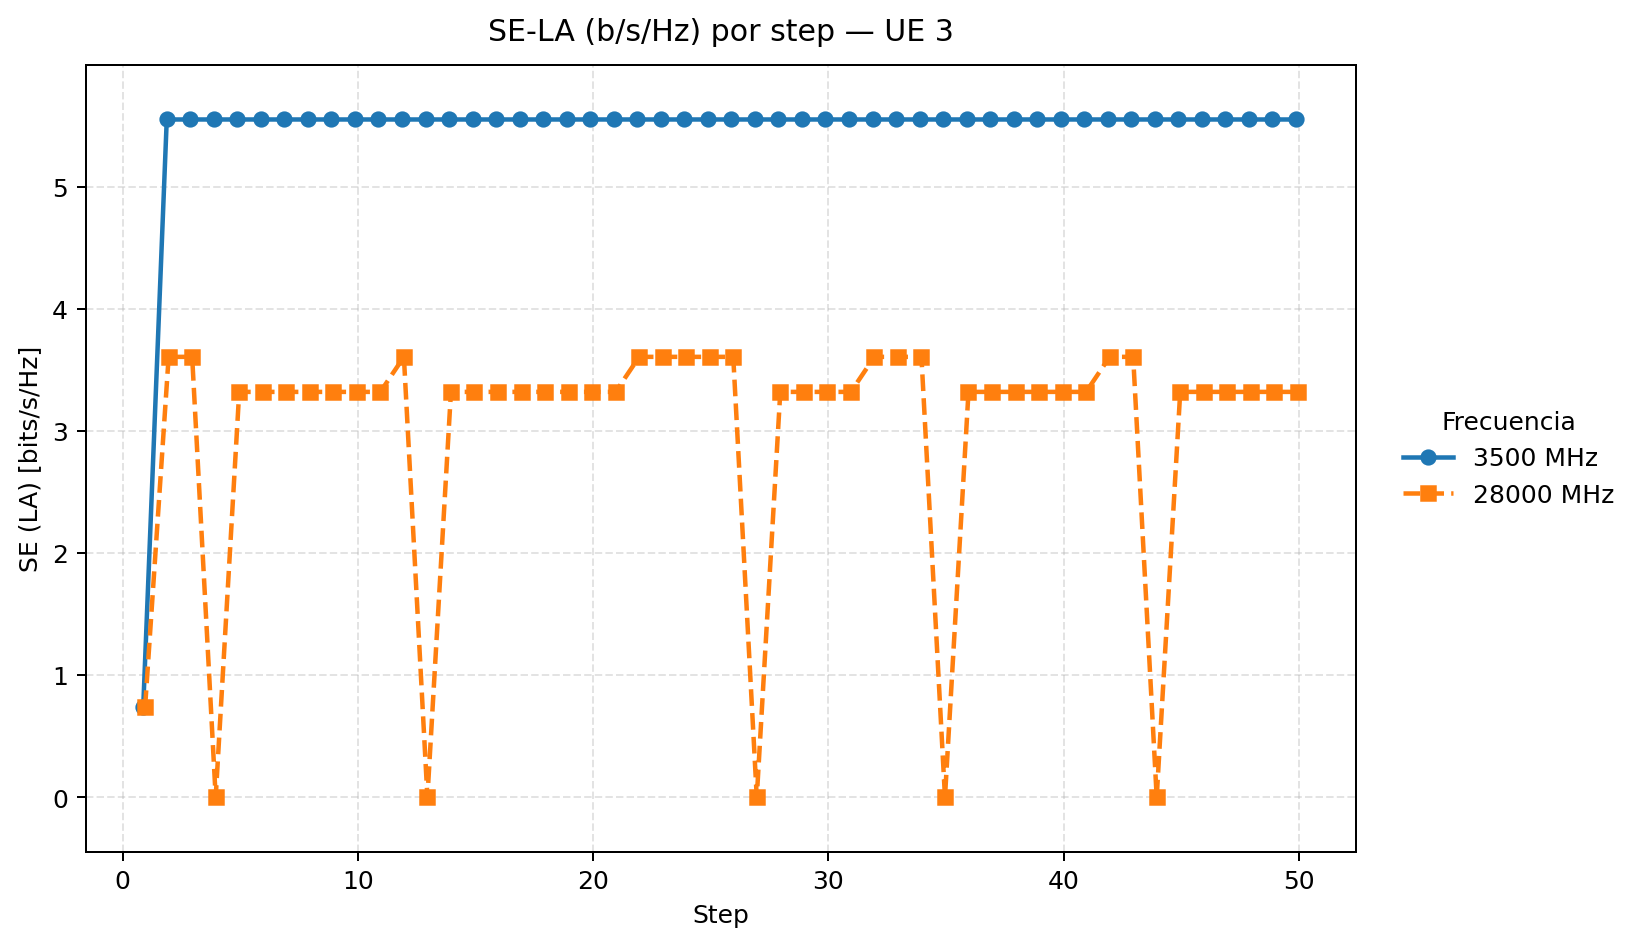 SE-LA (b/s/Hz) por step — UE 3
SE (LA) [bits/s/Hz]
5
4
3
2
1
0
0 10 20 30 40 50
Step
Frecuencia
3500 MHz
28000 MHz